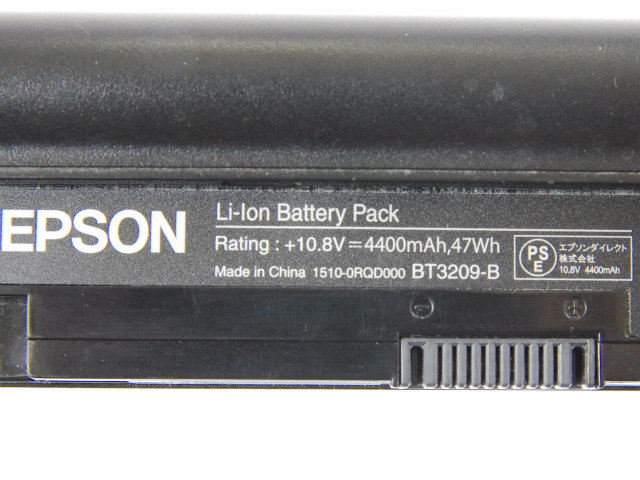 EPSON
Li-Ion Battery Pack
Rating : +10.8V⎓4400mAh,47Wh
Made in China 1510-0RQD000 BT3209-B
PS
E
エプソンダイレクト
株式会社
10.8V 4400mAh
⊖ ⊕